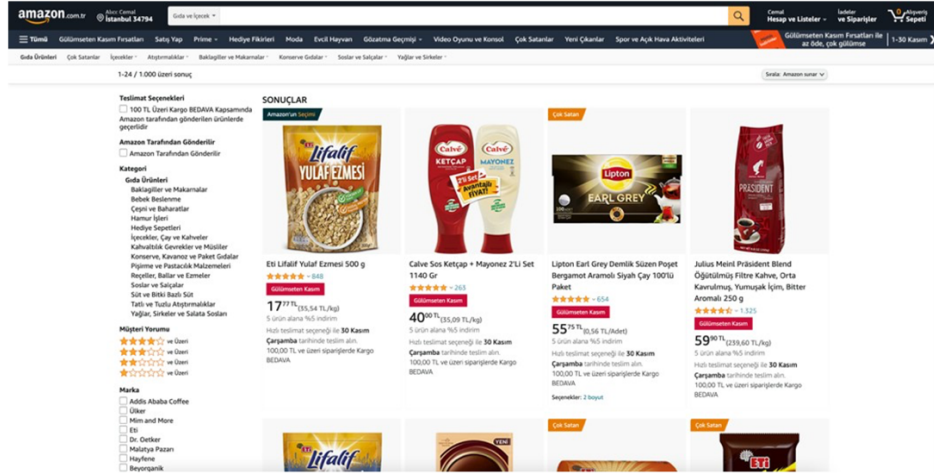 amazon.com.tr
Alıcı: Cemal
İstanbul 34794
Gıda ve İçecek
Cemal
Hesap ve Listeler
İadeler
ve Siparişler
0
Alışveriş
Sepeti
Tümü Gülümseten Kasım Fırsatları Satış Yap Prime Hediye Fikirleri Moda Evcil Hayvan Gözatma Geçmişi Video Oyunu ve Konsol Çok Satanlar Yeni Çıkanlar Spor ve Açık Hava Aktiviteleri
Gülümseten Kasım Fırsatları ile
az öde, çok gülümse
1-30 Kasım
Gıda Ürünleri Çok Satanlar İçecekler Atıştırmalıklar Baklagiller ve Makarnalar Konserve Gıdalar Soslar ve Salçalar Yağlar ve Sirkeler
1-24 / 1.000 üzeri sonuç
Sırala: Amazon sunar
Teslimat Seçenekleri
100 TL Üzeri Kargo BEDAVA Kapsamında
Amazon tarafından gönderilen ürünlerde
geçerlidir
Amazon Tarafından Gönderilir
Amazon Tarafından Gönderilir
Kategori
Gıda Ürünleri
Baklagiller ve Makarnalar
Bebek Beslenme
Çeşni ve Baharatlar
Hamur İşleri
Hediye Sepetleri
İçecekler, Çay ve Kahveler
Kahvaltılık Gevrekler ve Müsliler
Konserve, Kavanoz ve Paket Gıdalar
Pişirme ve Pastacılık Malzemeleri
Reçeller, Ballar ve Ezmeler
Soslar ve Salçalar
Süt ve Bitki Bazlı Süt
Tatlı ve Tuzlu Atıştırmalıklar
Yağlar, Sirkeler ve Salata Sosları
Müşteri Yorumu
ve Üzeri
ve Üzeri
ve Üzeri
ve Üzeri
Marka
Addis Ababa Coffee
Ülker
Mim and More
Eti
Dr. Oetker
Malatya Pazarı
Hayfene
Beyorganik
SONUÇLAR
Amazon'un Seçimi
ETİ
Lifalif
YULAF EZMESİ
Eti Lifalif Yulaf Ezmesi 500 g
848
Gülümseten Kasım
1777 TL (35,54 TL/kg)
5 ürün alana %5 indirim
Hızlı teslimat seçeneği ile 30 Kasım
Çarşamba tarihinde teslim alın.
100,00 TL ve üzeri siparişlerde Kargo
BEDAVA
Calvé
KETÇAP
Calvé
MAYONEZ
2'li Set
Avantajlı
FİYAT!
Calve Sos Ketçap + Mayonez 2'Li Set
1140 Gr
263
Gülümseten Kasım
4000 TL (35,09 TL/kg)
5 ürün alana %5 indirim
Hızlı teslimat seçeneği ile 30 Kasım
Çarşamba tarihinde teslim alın.
100,00 TL ve üzeri siparişlerde Kargo
BEDAVA
Çok Satan
Lipton
EARL GREY
100
Lipton Earl Grey Demlik Süzen Poşet
Bergamot Aromolı Siyah Çay 100'lü
Paket
654
Gülümseten Kasım
5575 TL (0,56 TL/Adet)
5 ürün alana %5 indirim
Hızlı teslimat seçeneği ile 30 Kasım
Çarşamba tarihinde teslim alın.
100,00 TL ve üzeri siparişlerde Kargo
BEDAVA
Seçenekler: 2 boyut
Julius Meinl
PRÄSIDENT
Julius Meinl Präsident Blend
Öğütülmüş Filtre Kahve, Orta
Kavrulmuş, Yumuşak İçim, Bitter
Aromalı 250 g
1.325
Gülümseten Kasım
5990 TL (239,60 TL/kg)
5 ürün alana %5 indirim
Hızlı teslimat seçeneği ile 30 Kasım
Çarşamba tarihinde teslim alın.
100,00 TL ve üzeri siparişlerde Kargo
BEDAVA
Lifalif
YENİ
Çok Satan
Çok Satan
ETİ